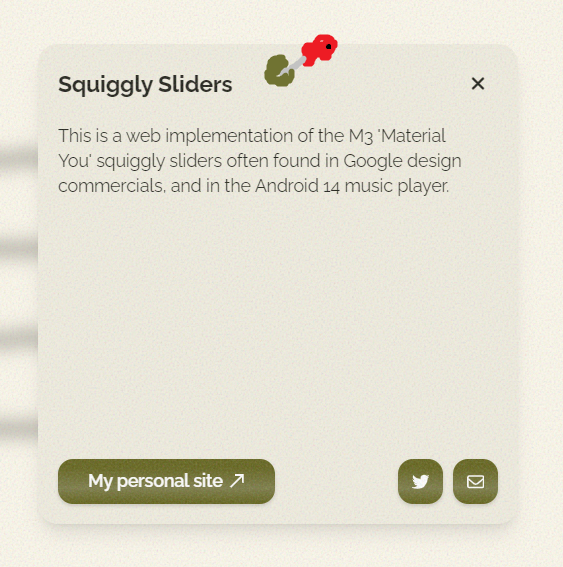 Squiggly Sliders
This is a web implementation of the M3 'Material
You' squiggly sliders often found in Google design
commercials, and in the Android 14 music player.
My personal site